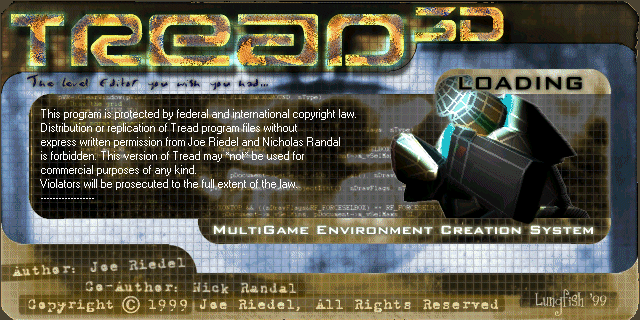 TREAD3D
The level Editor you wish you had...
LOADING
This program is protected by federal and international copyright law.
Distribution or replication of Tread program files without
express written permission from Joe Riedel and Nicholas Randal
is forbidden. This version of Tread may *not* be used for
commercial purposes of any kind.
Violators will be prosecuted to the full extent of the law.
-----------------
MultiGame Environment Creation System
Author: Joe Riedel
Co-Author: Nick Randal
Copyright © 1999 Joe Riedel, All Rights Reserved
Lungfish '99